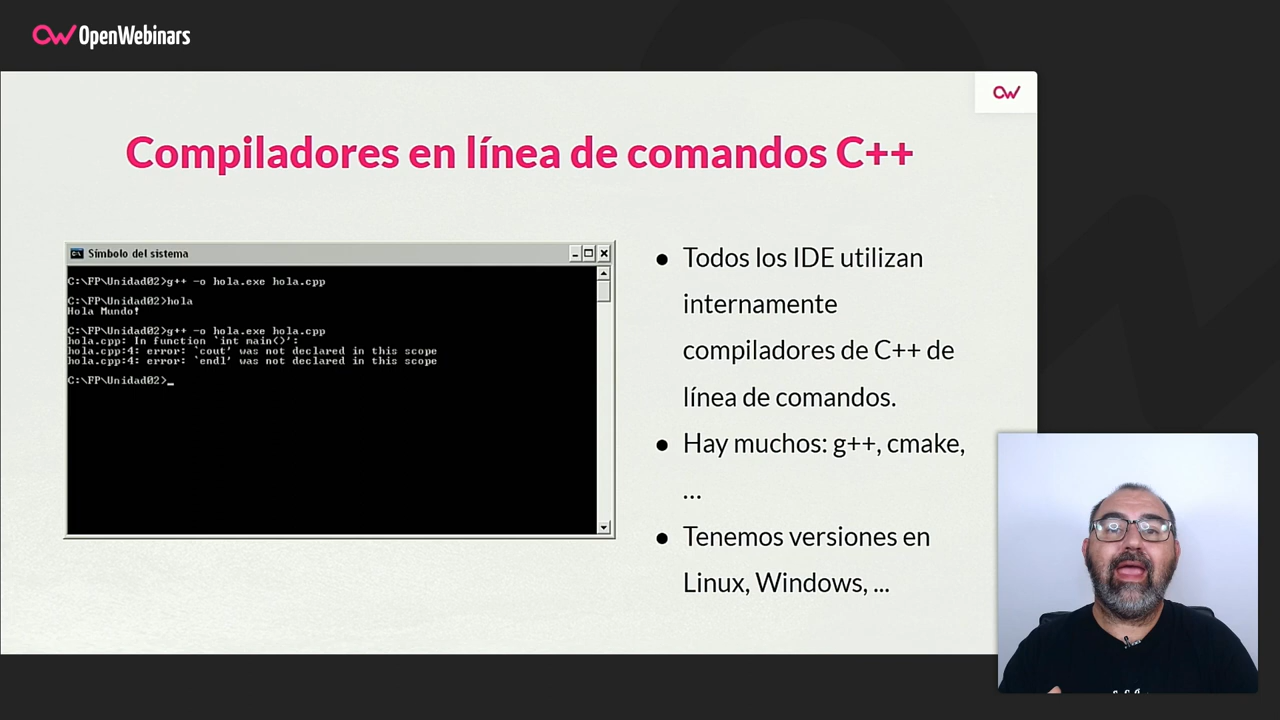 OpenWebinars
Compiladores en línea de comandos C++
Símbolo del sistema
C:\FP\Unidad02>g++ -o hola.exe hola.cpp
C:\FP\Unidad02>hola
Hola Mundo!
C:\FP\Unidad02>g++ -o hola.exe hola.cpp
hola.cpp: In function `int main()':
hola.cpp:4: error: `cout' was not declared in this scope
hola.cpp:4: error: `endl' was not declared in this scope
C:\FP\Unidad02>_
● Todos los IDE utilizan
internamente
compiladores de C++ de
línea de comandos.
● Hay muchos: g++, cmake,
...
● Tenemos versiones en
Linux, Windows, ...